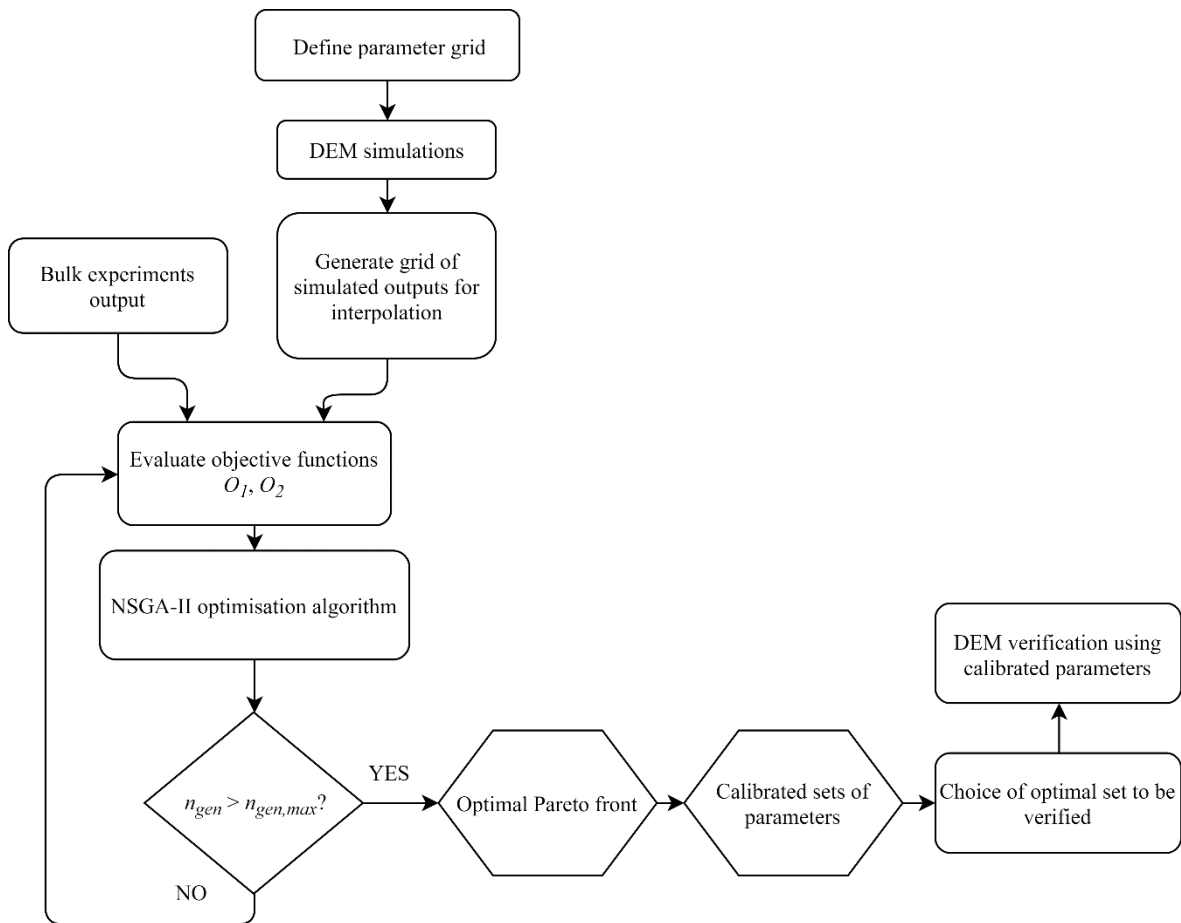 Define parameter grid
DEM simulations
Generate grid of
simulated outputs for
interpolation
Bulk experiments
output
Evaluate objective functions
O1, O2
NSGA-II optimisation algorithm
ngen > ngen,max?
YES
NO
Optimal Pareto front
Calibrated sets of
parameters
Choice of optimal set to be
verified
DEM verification using
calibrated parameters